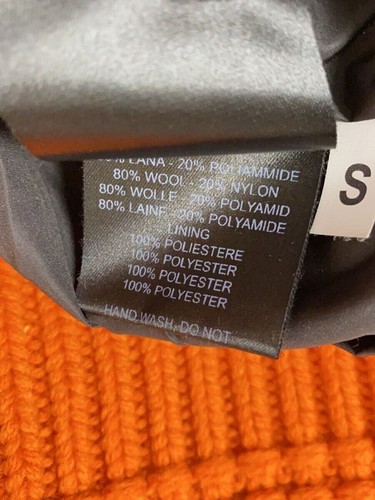 % LANA - 20% POLIAMMIDE
80% WOOL - 20% NYLON
80% WOLLE - 20% POLYAMID
80% LAINE - 20% POLYAMIDE
LINING
100% POLIESTERE
100% POLYESTER
100% POLYESTER
100% POLYESTER
HAND WASH, DO NOT
S